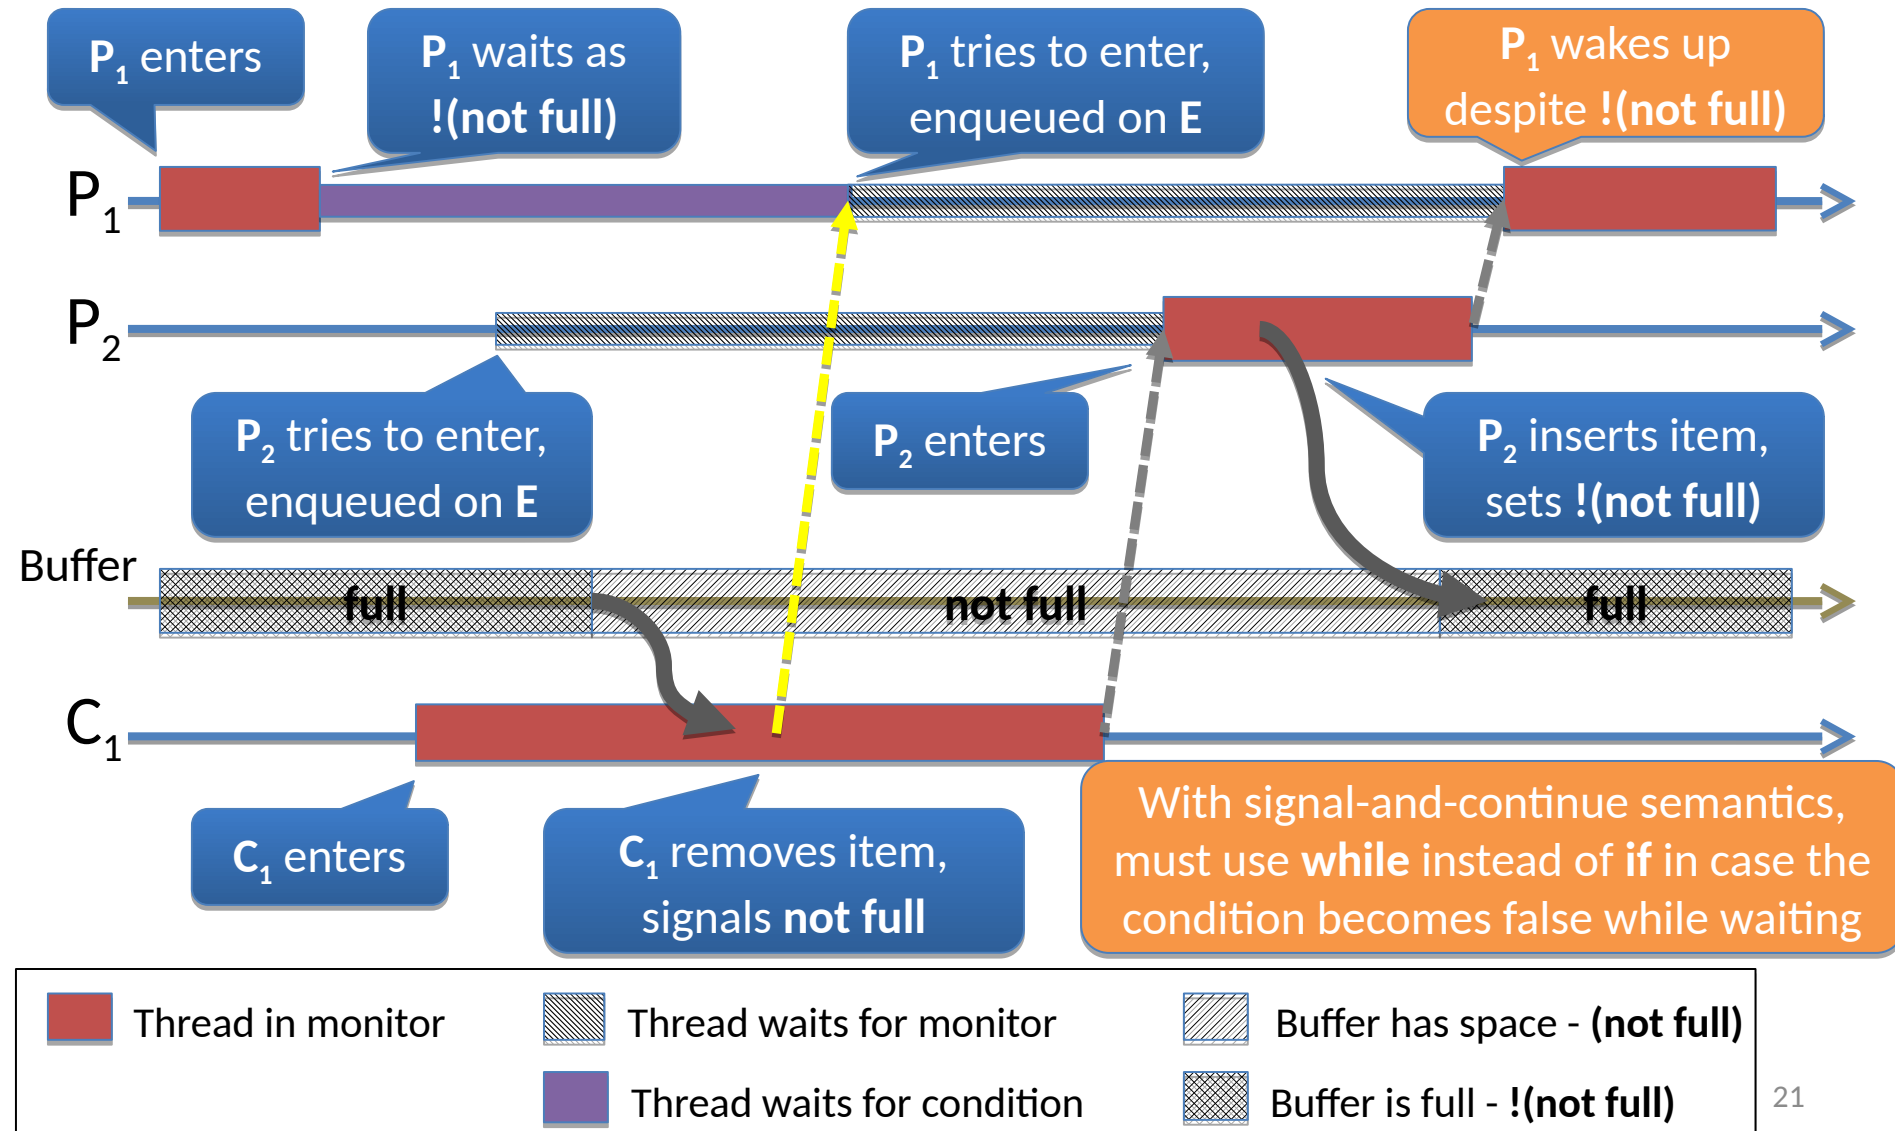 P1 enters
P1 waits as
!(not full)
P1 tries to enter,
enqueued on E
P1 wakes up
despite !(not full)
P1
P2
P2 tries to enter,
enqueued on E
P2 enters
P2 inserts item,
sets !(not full)
Buffer
full
not full
full
C1
C1 enters
C1 removes item,
signals not full
With signal-and-continue semantics,
must use while instead of if in case the
condition becomes false while waiting
Thread in monitor
Thread waits for monitor
Buffer has space - (not full)
Thread waits for condition
Buffer is full - !(not full)
21